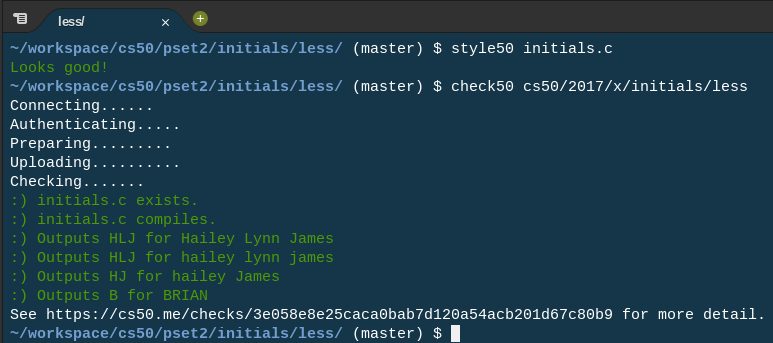 less/
~/workspace/cs50/pset2/initials/less/ (master) $ style50 initials.c
Looks good!
~/workspace/cs50/pset2/initials/less/ (master) $ check50 cs50/2017/x/initials/less
Connecting......
Authenticating.....
Preparing.........
Uploading..........
Checking.......
:) initials.c exists.
:) initials.c compiles.
:) Outputs HLJ for Hailey Lynn James
:) Outputs HLJ for hailey lynn james
:) Outputs HJ for hailey James
:) Outputs B for BRIAN
See https://cs50.me/checks/3e058e8e25caca0bab7d120a54acb201d67c80b9 for more detail.
~/workspace/cs50/pset2/initials/less/ (master) $